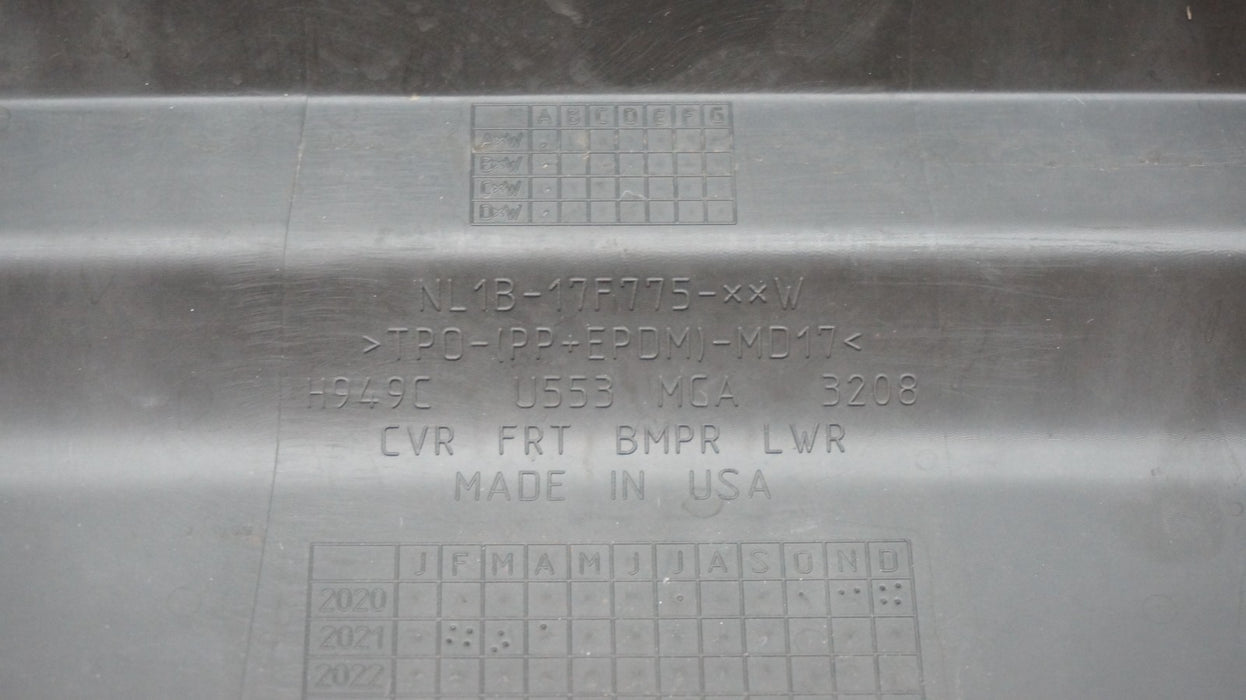 A B C D E F G
A××W
B××W
C××W
D××W
NL1B-17F775-××W
>TPO-(PP+EPDM)-MD17<
H949C U553 MCA 3208
CVR FRT BMPR LWR
MADE IN USA
J F M A M J J A S O N D
2020
2021
2022